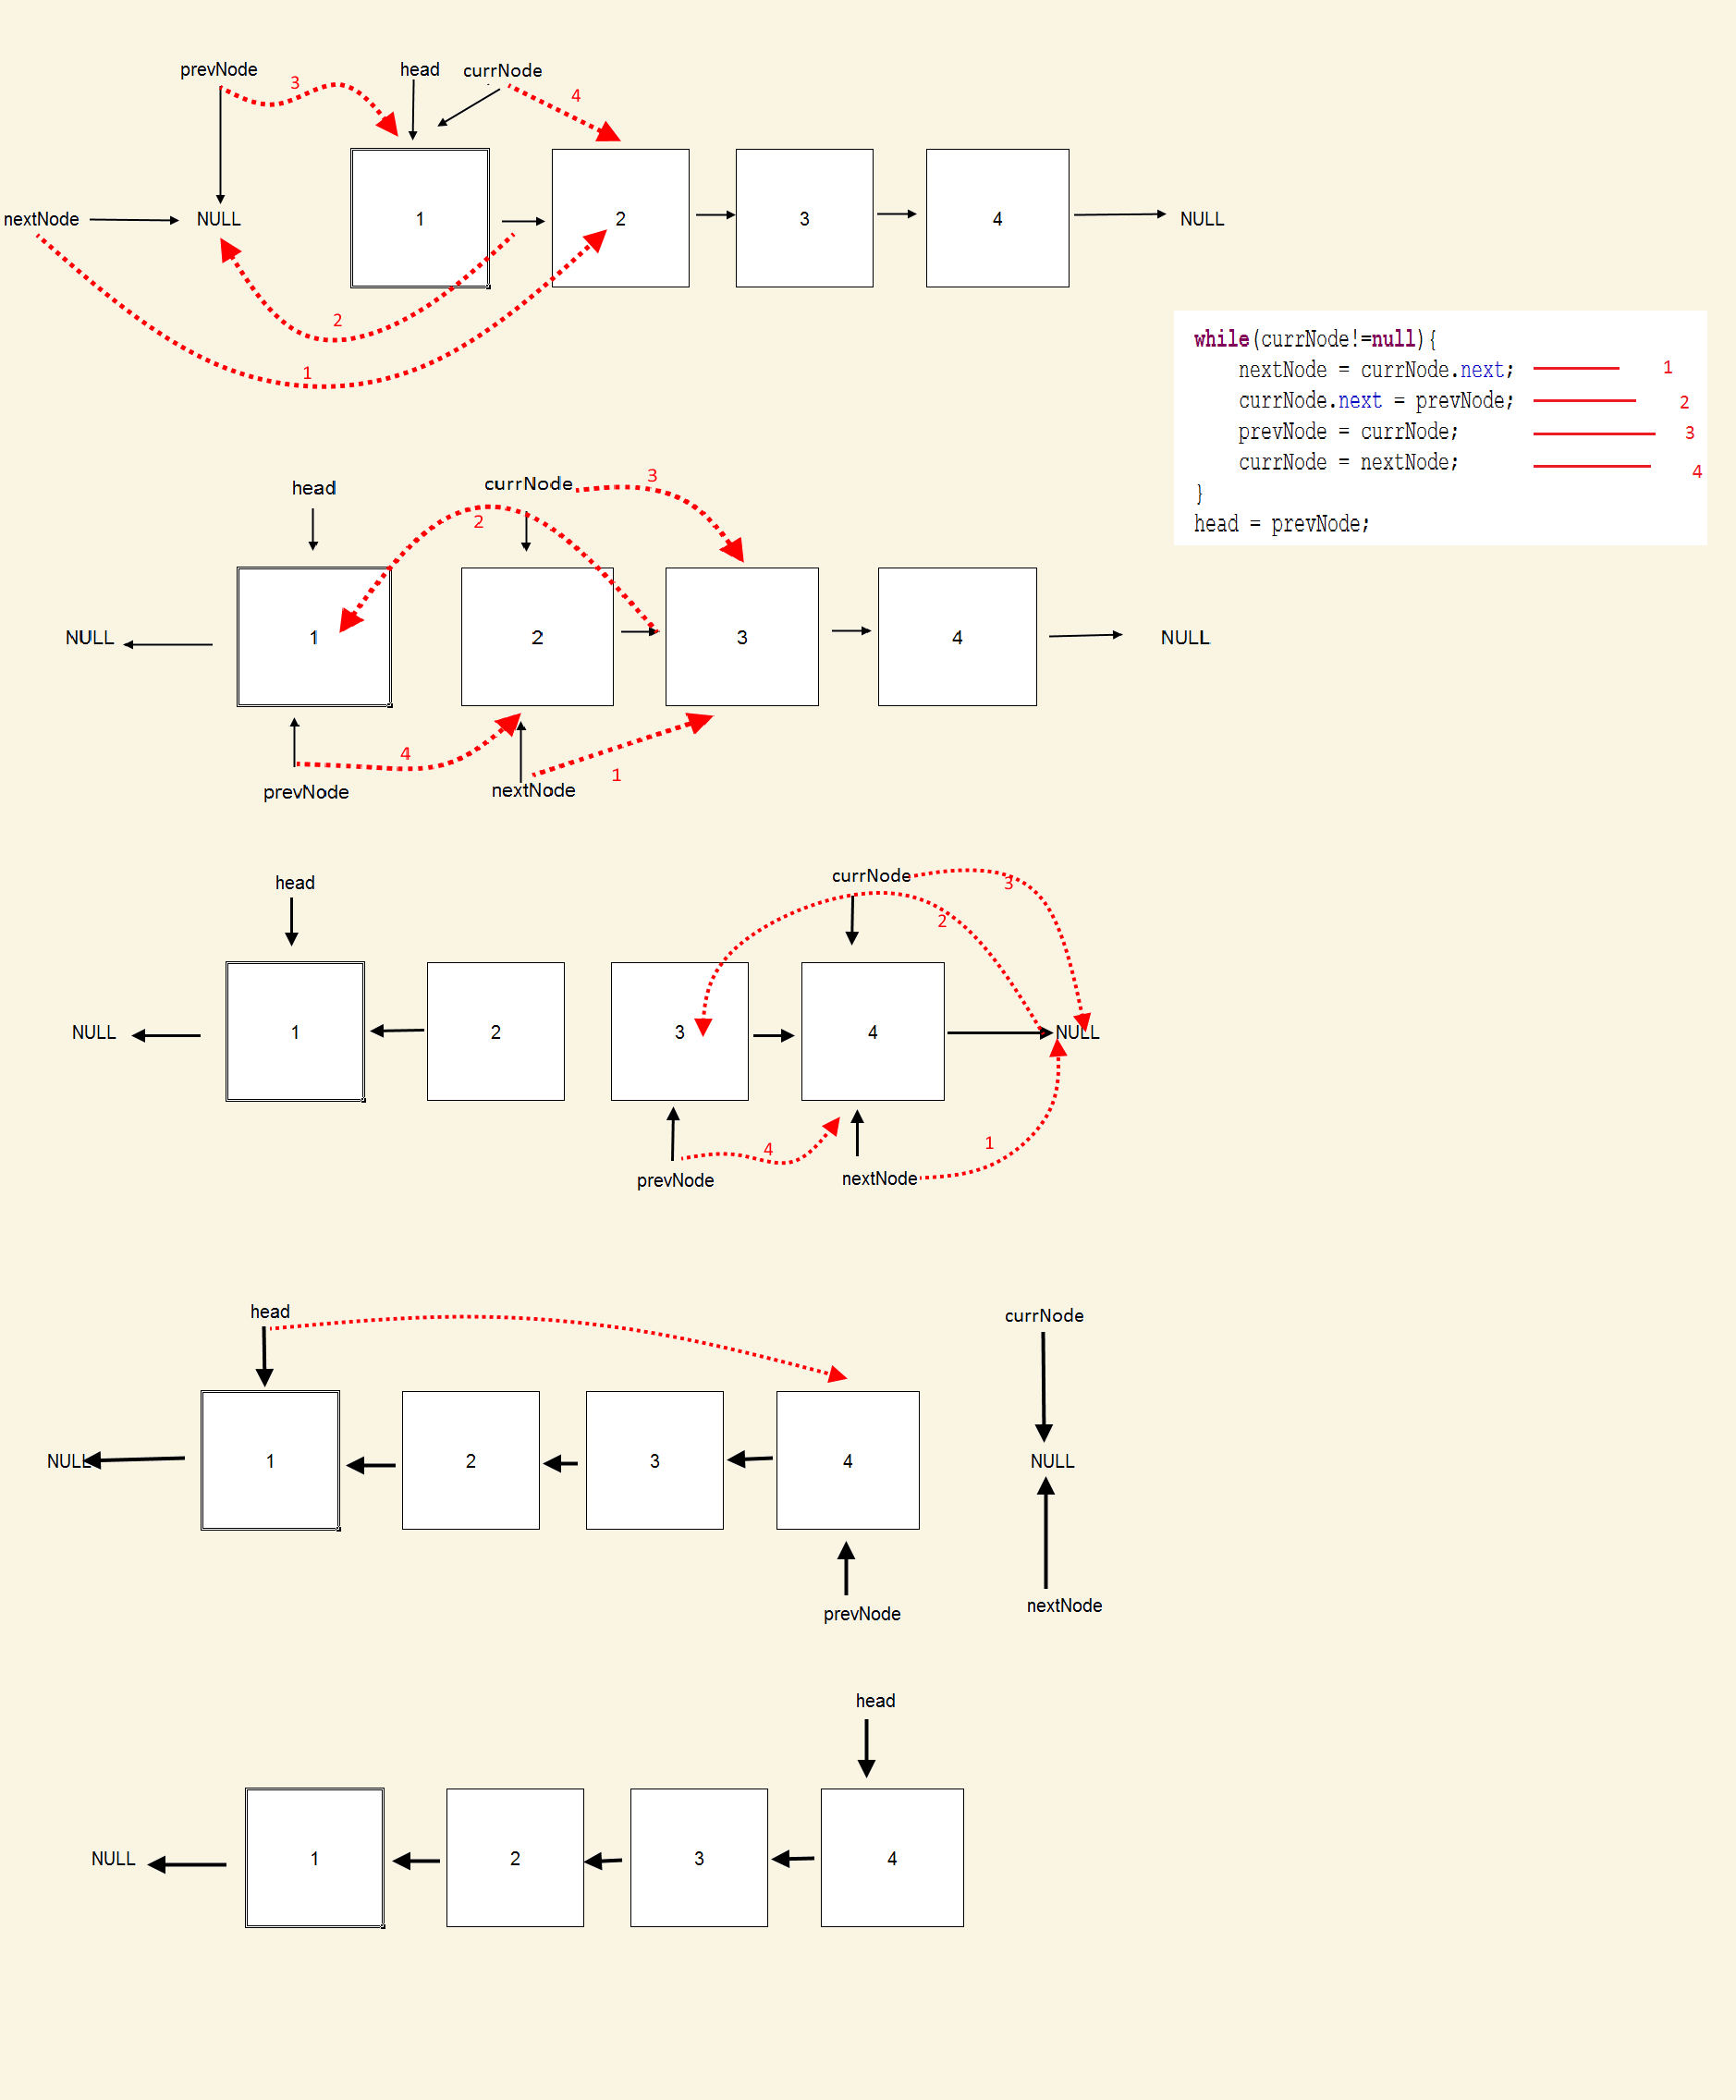 prevNode 3 head currNode 4
nextNode NULL 1 2 3 4 NULL
2
1
while(currNode!=null){
nextNode = currNode.next; 1
currNode.next = prevNode; 2
prevNode = currNode; 3
currNode = nextNode; 4
}
head = prevNode;
head currNode 3
2
NULL 1 2 3 4 NULL
4 1
prevNode nextNode
head currNode 3
2
NULL 1 2 3 4 NULL
4 1
prevNode nextNode
head currNode
NULL 1 2 3 4 NULL
prevNode nextNode
head
NULL 1 2 3 4